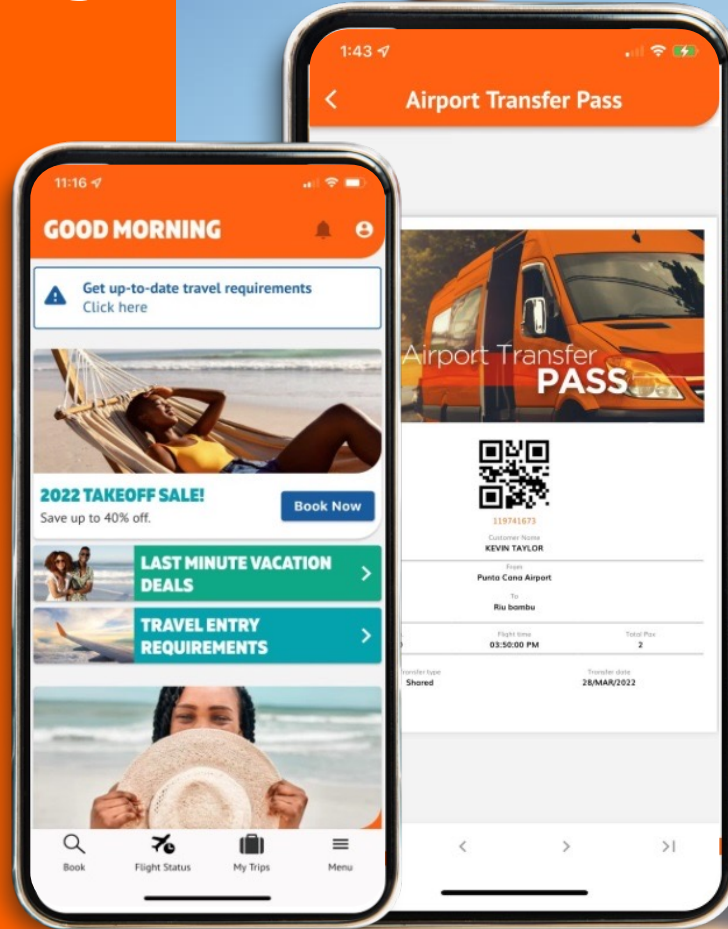 11:16
GOOD MORNING
Get up-to-date travel requirements
Click here
2022 TAKEOFF SALE!
Save up to 40% off.
Book Now
LAST MINUTE VACATION
DEALS
TRAVEL ENTRY
REQUIREMENTS
Book
Flight Status
My Trips
Menu
1:43
Airport Transfer Pass
Airport Transfer
PASS
119741673
Customer Name
KEVIN TAYLOR
From
Punta Cana Airport
To
Riu bambu
Flight time
Total Pax
03:50:00 PM
2
Transfer date
Shared
28/MAR/2022